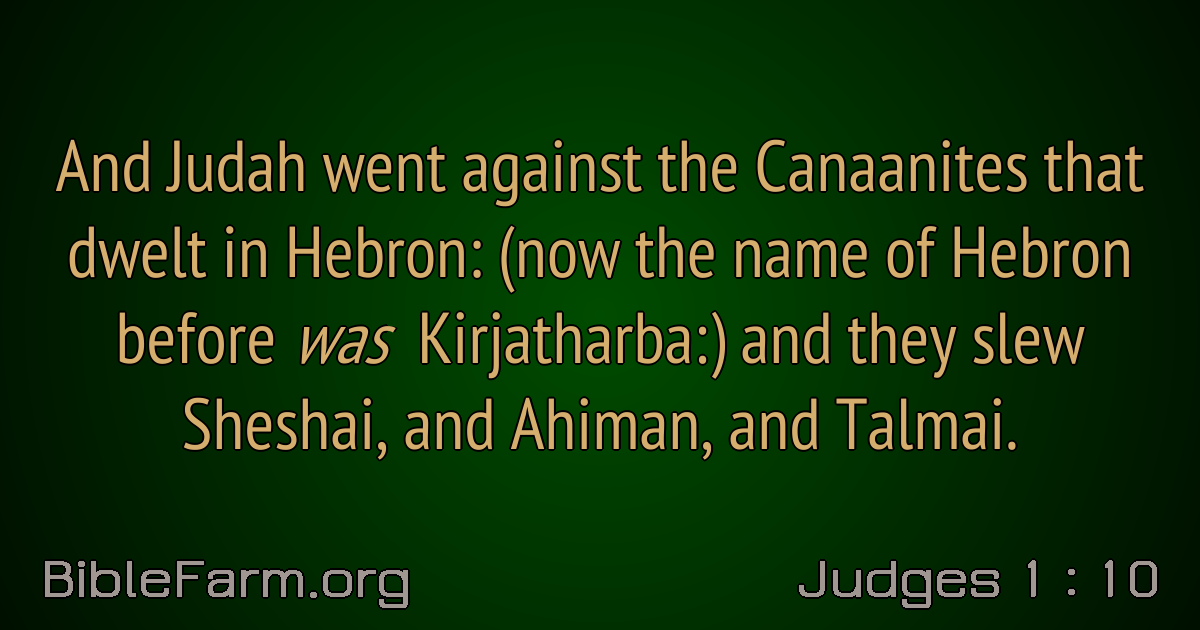 And Judah went against the Canaanites that
dwelt in Hebron: (now the name of Hebron
before was Kirjatharba:) and they slew
Sheshai, and Ahiman, and Talmai.
BibleFarm.org
Judges 1 : 10